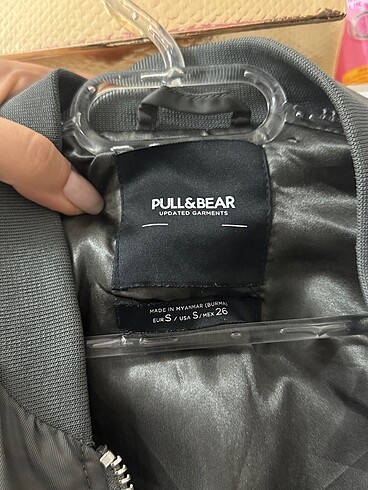 PULL&BEAR
UPDATED GARMENTS
MADE IN MYANMAR (BURMA)
EUR S / USA S / MEX 26